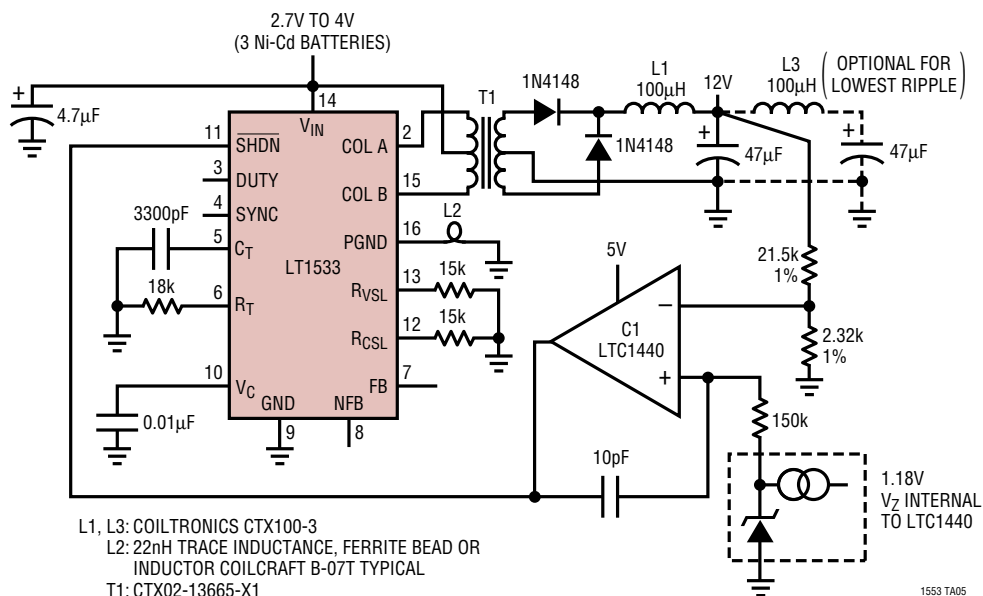 2.7V TO 4V
(3 Ni-Cd BATTERIES)
+
4.7µF
14
VIN
11
SHDN
3
DUTY
4
SYNC
3300pF
5
CT
18k
6
RT
10
VC
0.01µF
GND
9
NFB
8
LT1533
COL A
2
COL B
15
PGND
16
L2
RVSL
13
15k
RCSL
12
15k
FB
7
T1
1N4148
1N4148
L1
100µH
12V
+
47µF
L3
100µH
(OPTIONAL FOR
LOWEST RIPPLE)
+
47µF
21.5k
1%
2.32k
1%
5V
–
C1
LTC1440
+
10pF
150k
1.18V
VZ INTERNAL
TO LTC1440
L1, L3: COILTRONICS CTX100-3
L2: 22nH TRACE INDUCTANCE, FERRITE BEAD OR
INDUCTOR COILCRAFT B-07T TYPICAL
T1: CTX02-13665-X1
1553 TA05